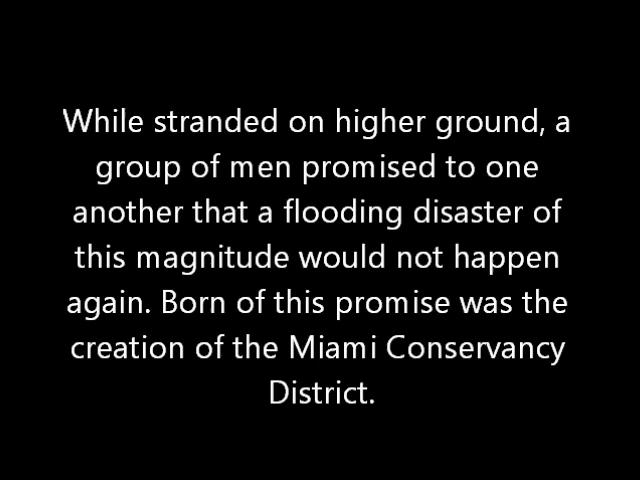 While stranded on higher ground, a
group of men promised to one
another that a flooding disaster of
this magnitude would not happen
again. Born of this promise was the
creation of the Miami Conservancy
District.